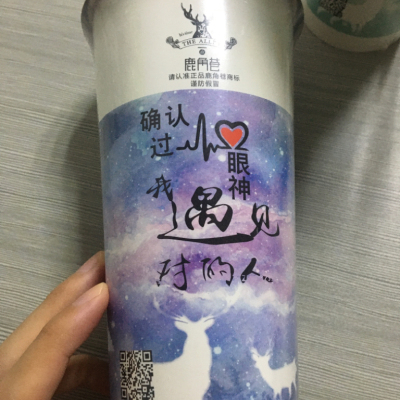 THE ALLEY
鹿角巷
请认准正品鹿角巷商标
谨防假冒
确认
过
眼神
我
遇见
对的人...